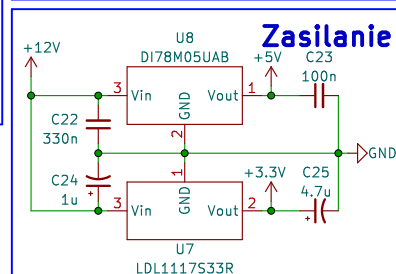 Zasilanie
+12V
U8
DI78M05UAB
+5V
C23
100n
3
Vin
Vout
1
GND
2
C22
330n
GND
C24
1u
+
1
GND
+3.3V
C25
4.7u
+
3
Vin
Vout
2
U7
LDL1117S33R